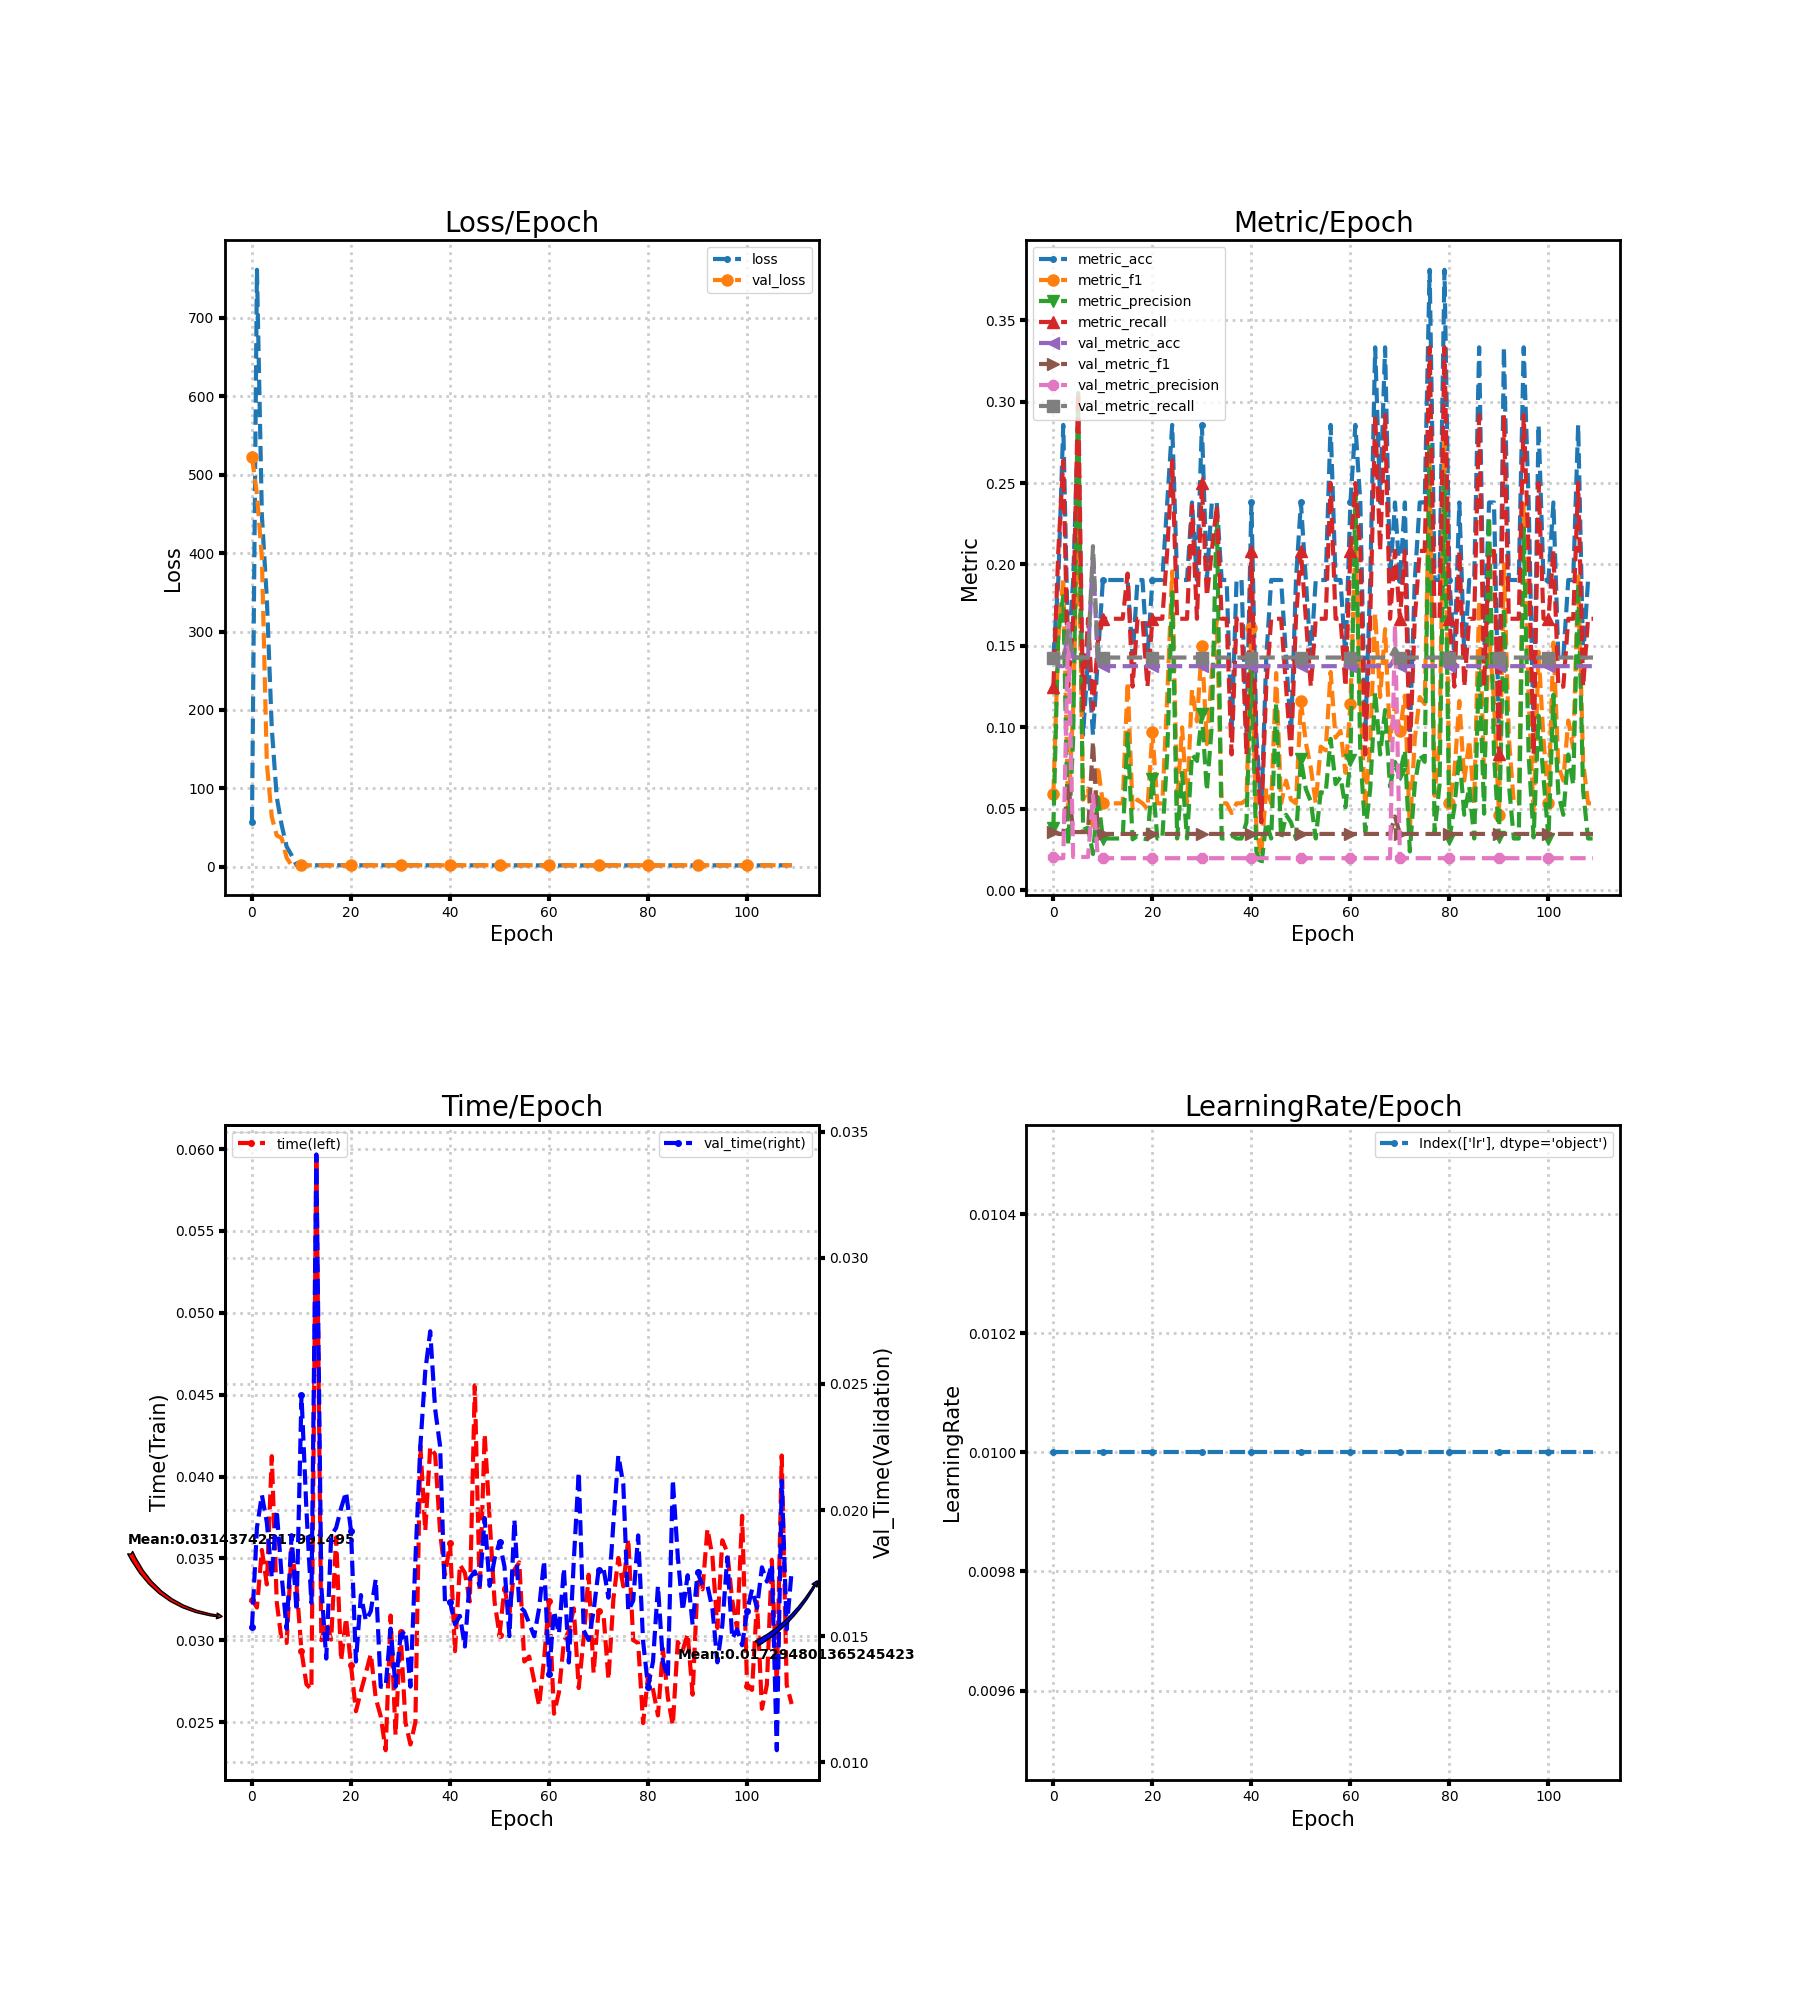 Loss/Epoch
loss
val_loss
700
600
500
400
300
200
100
0
Loss
0 20 40 60 80 100
Epoch
Metric/Epoch
metric_acc
metric_f1
metric_precision
metric_recall
val_metric_acc
val_metric_f1
val_metric_precision
val_metric_recall
0.35
0.30
0.25
0.20
0.15
0.10
0.05
0.00
Metric
0 20 40 60 80 100
Epoch
Time/Epoch
time(left)
val_time(right)
0.060
0.055
0.050
0.045
0.040
0.035
0.030
0.025
Time(Train)
0.035
0.030
0.025
0.020
0.015
0.010
Val_Time(Validation)
Mean:0.017294801365245423
0 20 40 60 80 100
Epoch
LearningRate/Epoch
Index(['lr'], dtype='object')
0.0104
0.0102
0.0100
0.0098
0.0096
LearningRate
0 20 40 60 80 100
Epoch